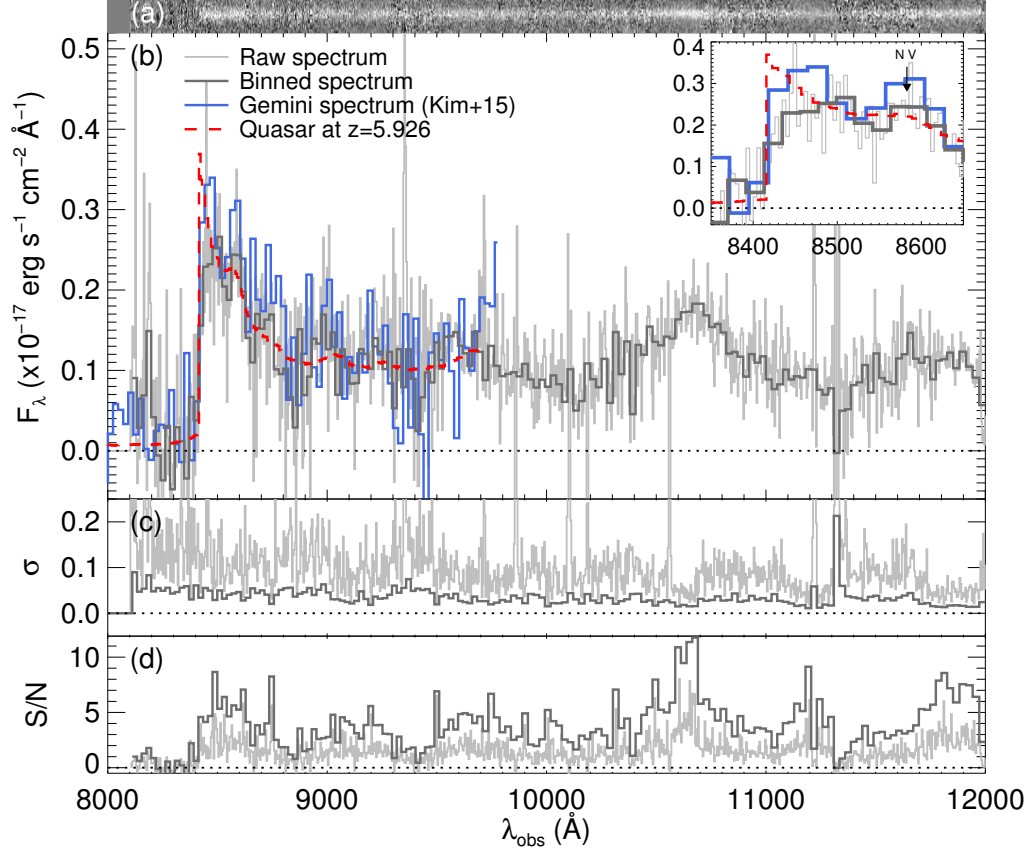 (a)
(b)
Raw spectrum
Binned spectrum
Gemini spectrum (Kim+15)
Quasar at z=5.926
0.5
0.4
0.3
0.2
0.1
0.0
Fλ (x10⁻¹⁷ erg s⁻¹ cm⁻² Å⁻¹)
N V
0.4
0.3
0.2
0.1
0.0
8400 8500 8600
(c)
0.2
0.1
0.0
σ
(d)
10
5
0
S/N
8000 9000 10000 11000 12000
λobs (Å)